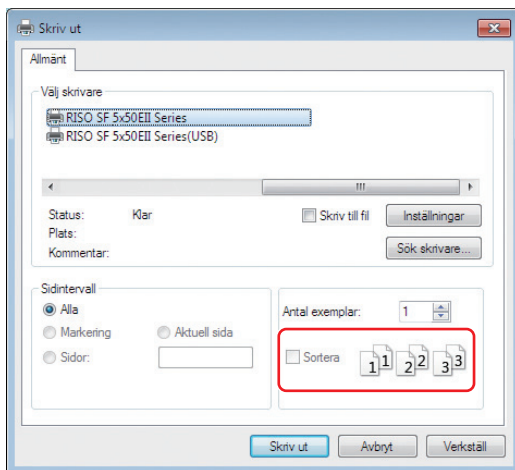 Skriv ut
Allmänt
Välj skrivare
RISO SF 5x50EII Series
RISO SF 5x50EII Series(USB)
Status: Klar
Plats:
Kommentar:
Skriv till fil
Inställningar
Sök skrivare...
Sidintervall
Alla
Markering
Aktuell sida
Sidor:
Antal exemplar: 1
Sortera
1 1 2 2 3 3
Skriv ut
Avbryt
Verkställ